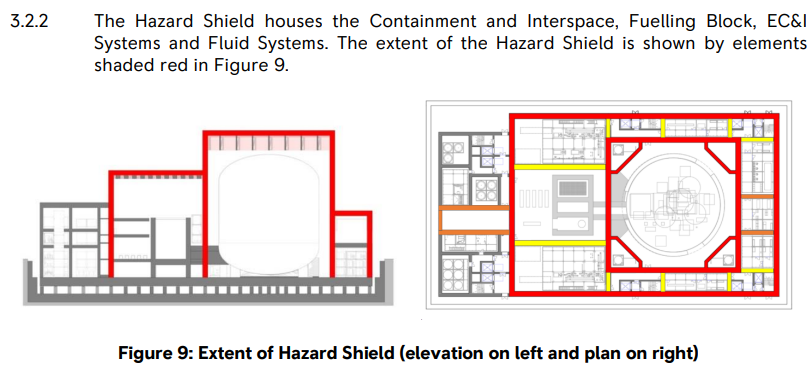 3.2.2 The Hazard Shield houses the Containment and Interspace, Fuelling Block, EC&I
Systems and Fluid Systems. The extent of the Hazard Shield is shown by elements
shaded red in Figure 9.
Figure 9: Extent of Hazard Shield (elevation on left and plan on right)